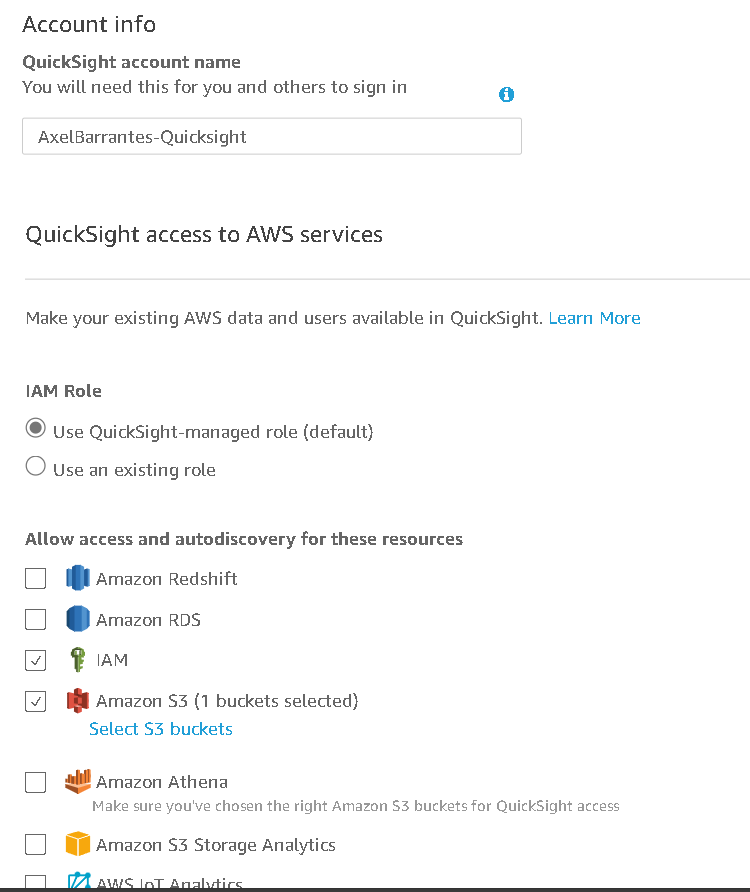 Account info
QuickSight account name
You will need this for you and others to sign in
AxelBarrantes-Quicksight
QuickSight access to AWS services
Make your existing AWS data and users available in QuickSight. Learn More
IAM Role
Use QuickSight-managed role (default)
Use an existing role
Allow access and autodiscovery for these resources
Amazon Redshift
Amazon RDS
IAM
Amazon S3 (1 buckets selected)
Select S3 buckets
Amazon Athena
Make sure you've chosen the right Amazon S3 buckets for QuickSight access
Amazon S3 Storage Analytics
AWS IoT Analytics